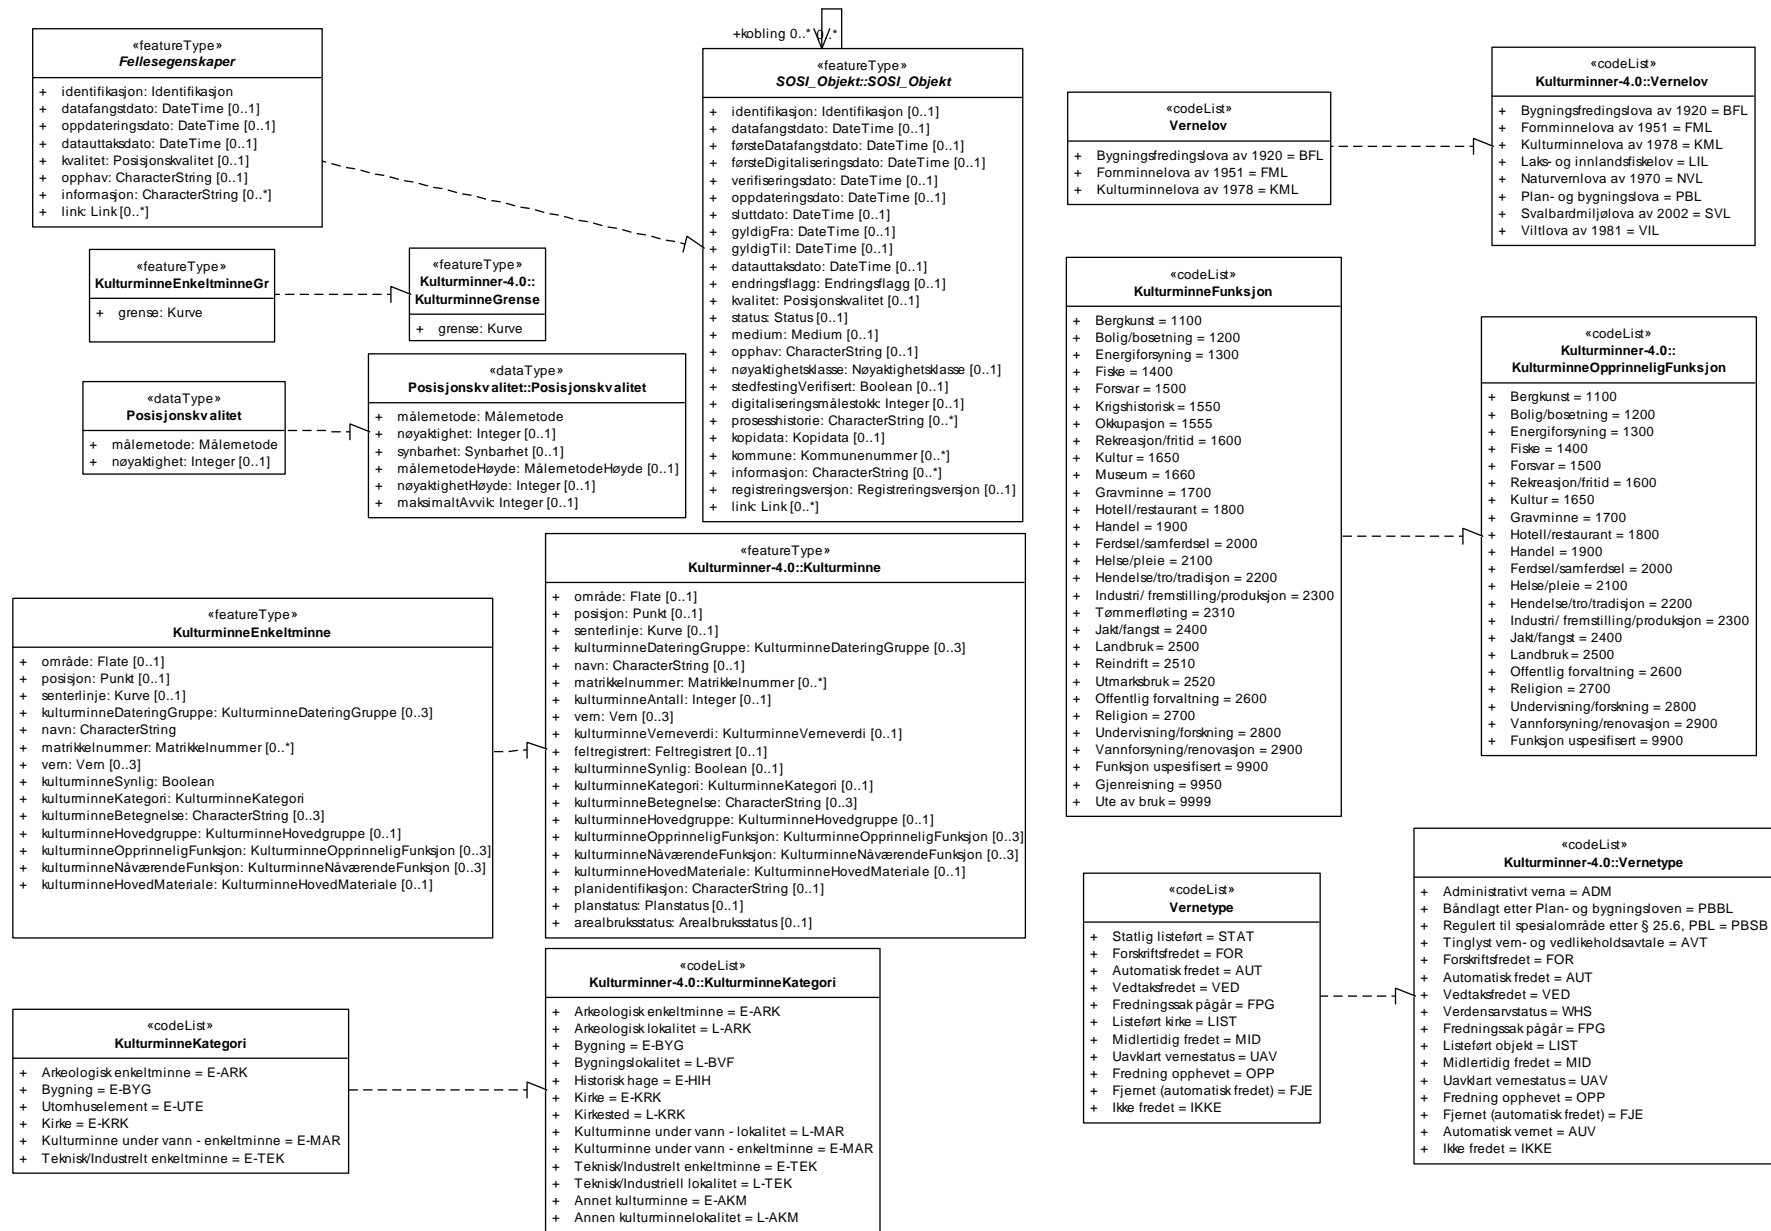 «featureType»
Fellesegenskaper
+ identifikasjon: Identifikasjon
+ datafangstdato: DateTime [0..1]
+ oppdateringsdato: DateTime [0..1]
+ datauttaksdato: DateTime [0..1]
+ kvalitet: Posisjonskvalitet [0..1]
+ opphav: CharacterString [0..1]
+ informasjon: CharacterString [0..*]
+ link: Link [0..*]
+kobling 0..* 0..*
«featureType»
SOSI_Objekt::SOSI_Objekt
+ identifikasjon: Identifikasjon [0..1]
+ datafangstdato: DateTime [0..1]
+ førsteDatafangstdato: DateTime [0..1]
+ førsteDigitaliseringsdato: DateTime [0..1]
+ verifiseringsdato: DateTime [0..1]
+ oppdateringsdato: DateTime [0..1]
+ sluttdato: DateTime [0..1]
+ gyldigFra: DateTime [0..1]
+ gyldigTil: DateTime [0..1]
+ datauttaksdato: DateTime [0..1]
+ endringsflagg: Endringsflagg [0..1]
+ kvalitet: Posisjonskvalitet [0..1]
+ status: Status [0..1]
+ medium: Medium [0..1]
+ opphav: CharacterString [0..1]
+ nøyaktighetsklasse: Nøyaktighetsklasse [0..1]
+ stedfestingVerifisert: Boolean [0..1]
+ digitaliseringsmålestokk: Integer [0..1]
+ prosesshistorie: CharacterString [0..*]
+ kopidata: Kopidata [0..1]
+ kommune: Kommunenummer [0..*]
+ informasjon: CharacterString [0..*]
+ registreringsversjon: Registreringsversjon [0..1]
+ link: Link [0..*]
«featureType»
KulturminneEnkeltminneGr
+ grense: Kurve
«featureType»
Kulturminner-4.0::
KulturminneGrense
+ grense: Kurve
«dataType»
Posisjonskvalitet
+ målemetode: Målemetode
+ nøyaktighet: Integer [0..1]
«dataType»
Posisjonskvalitet::Posisjonskvalitet
+ målemetode: Målemetode
+ nøyaktighet: Integer [0..1]
+ synbarhet: Synbarhet [0..1]
+ målemetodeHøyde: MålemetodeHøyde [0..1]
+ nøyaktighetHøyde: Integer [0..1]
+ maksimaltAvvik: Integer [0..1]
«featureType»
KulturminneEnkeltminne
+ område: Flate [0..1]
+ posisjon: Punkt [0..1]
+ senterlinje: Kurve [0..1]
+ kulturminneDateringGruppe: KulturminneDateringGruppe [0..3]
+ navn: CharacterString
+ matrikkelnummer: Matrikkelnummer [0..*]
+ vern: Vern [0..3]
+ kulturminneSynlig: Boolean
+ kulturminneKategori: KulturminneKategori
+ kulturminneBetegnelse: CharacterString [0..3]
+ kulturminneHovedgruppe: KulturminneHovedgruppe [0..1]
+ kulturminneOpprinneligFunksjon: KulturminneOpprinneligFunksjon [0..3]
+ kulturminneNåværendeFunksjon: KulturminneNåværendeFunksjon [0..3]
+ kulturminneHovedMateriale: KulturminneHovedMateriale [0..1]
«featureType»
Kulturminner-4.0::Kulturminne
+ område: Flate [0..1]
+ posisjon: Punkt [0..1]
+ senterlinje: Kurve [0..1]
+ kulturminneDateringGruppe: KulturminneDateringGruppe [0..3]
+ navn: CharacterString [0..1]
+ matrikkelnummer: Matrikkelnummer [0..*]
+ kulturminneAntall: Integer [0..1]
+ vern: Vern [0..3]
+ kulturminneVerneverdi: KulturminneVerneverdi [0..1]
+ feltregistrert: Feltregistrert [0..1]
+ kulturminneSynlig: Boolean [0..1]
+ kulturminneKategori: KulturminneKategori [0..1]
+ kulturminneBetegnelse: CharacterString [0..3]
+ kulturminneHovedgruppe: KulturminneHovedgruppe [0..1]
+ kulturminneOpprinneligFunksjon: KulturminneOpprinneligFunksjon [0..3]
+ kulturminneNåværendeFunksjon: KulturminneNåværendeFunksjon [0..3]
+ kulturminneHovedMateriale: KulturminneHovedMateriale [0..1]
+ planidentifikasjon: CharacterString [0..1]
+ planstatus: Planstatus [0..1]
+ arealbruksstatus: Arealbruksstatus [0..1]
«codeList»
KulturminneKategori
+ Arkeologisk enkeltminne = E-ARK
+ Bygning = E-BYG
+ Utomhuselement = E-UTE
+ Kirke = E-KRK
+ Kulturminne under vann - enkeltminne = E-MAR
+ Teknisk/Industrelt enkeltminne = E-TEK
«codeList»
Kulturminner-4.0::KulturminneKategori
+ Arkeologisk enkeltminne = E-ARK
+ Arkeologisk lokalitet = L-ARK
+ Bygning = E-BYG
+ Bygningslokalitet = L-BVF
+ Historisk hage = E-HIH
+ Kirke = E-KRK
+ Kirkested = L-KRK
+ Kulturminne under vann - lokalitet = L-MAR
+ Kulturminne under vann - enkeltminne = E-MAR
+ Teknisk/Industrelt enkeltminne = E-TEK
+ Teknisk/Industriell lokalitet = L-TEK
+ Annet kulturminne = E-AKM
+ Annen kulturminnelokalitet = L-AKM
«codeList»
Vernelov
+ Bygningsfredingslova av 1920 = BFL
+ Fornminnelova av 1951 = FML
+ Kulturminnelova av 1978 = KML
«codeList»
Kulturminner-4.0::Vernelov
+ Bygningsfredingslova av 1920 = BFL
+ Fornminnelova av 1951 = FML
+ Kulturminnelova av 1978 = KML
+ Laks- og innlandsfiskelov = LIL
+ Naturvernlova av 1970 = NVL
+ Plan- og bygningslova = PBL
+ Svalbardmiljølova av 2002 = SVL
+ Viltlova av 1981 = VIL
«codeList»
KulturminneFunksjon
+ Bergkunst = 1100
+ Bolig/bosetning = 1200
+ Energiforsyning = 1300
+ Fiske = 1400
+ Forsvar = 1500
+ Krigshistorisk = 1550
+ Okkupasjon = 1555
+ Rekreasjon/fritid = 1600
+ Kultur = 1650
+ Museum = 1660
+ Gravminne = 1700
+ Hotell/restaurant = 1800
+ Handel = 1900
+ Ferdsel/samferdsel = 2000
+ Helse/pleie = 2100
+ Hendelse/tro/tradisjon = 2200
+ Industri/ fremstilling/produksjon = 2300
+ Tømmerfløting = 2310
+ Jakt/fangst = 2400
+ Landbruk = 2500
+ Reindrift = 2510
+ Utmarksbruk = 2520
+ Offentlig forvaltning = 2600
+ Religion = 2700
+ Undervisning/forskning = 2800
+ Vannforsyning/renovasjon = 2900
+ Funksjon uspesifisert = 9900
+ Gjenreisning = 9950
+ Ute av bruk = 9999
«codeList»
Kulturminner-4.0::
KulturminneOpprinneligFunksjon
+ Bergkunst = 1100
+ Bolig/bosetning = 1200
+ Energiforsyning = 1300
+ Fiske = 1400
+ Forsvar = 1500
+ Rekreasjon/fritid = 1600
+ Kultur = 1650
+ Gravminne = 1700
+ Hotell/restaurant = 1800
+ Handel = 1900
+ Ferdsel/samferdsel = 2000
+ Helse/pleie = 2100
+ Hendelse/tro/tradisjon = 2200
+ Industri/ fremstilling/produksjon = 2300
+ Jakt/fangst = 2400
+ Landbruk = 2500
+ Offentlig forvaltning = 2600
+ Religion = 2700
+ Undervisning/forskning = 2800
+ Vannforsyning/renovasjon = 2900
+ Funksjon uspesifisert = 9900
«codeList»
Vernetype
+ Statlig listeført = STAT
+ Forskriftsfredet = FOR
+ Automatisk fredet = AUT
+ Vedtaksfredet = VED
+ Fredningssak pågår = FPG
+ Listeført kirke = LIST
+ Midlertidig fredet = MID
+ Uavklart vernestatus = UAV
+ Fredning opphevet = OPP
+ Fjernet (automatisk fredet) = FJE
+ Ikke fredet = IKKE
«codeList»
Kulturminner-4.0::Vernetype
+ Administrativt verna = ADM
+ Båndlagt etter Plan- og bygningsloven = PBBL
+ Regulert til spesialområde etter § 25.6, PBL = PBSB
+ Tinglyst vern- og vedlikeholdsavtale = AVT
+ Forskriftsfredet = FOR
+ Automatisk fredet = AUT
+ Vedtaksfredet = VED
+ Verdensarvstatus = WHS
+ Fredningssak pågår = FPG
+ Listeført objekt = LIST
+ Midlertidig fredet = MID
+ Uavklart vernestatus = UAV
+ Fredning opphevet = OPP
+ Fjernet (automatisk fredet) = FJE
+ Automatisk vernet = AUV
+ Ikke fredet = IKKE